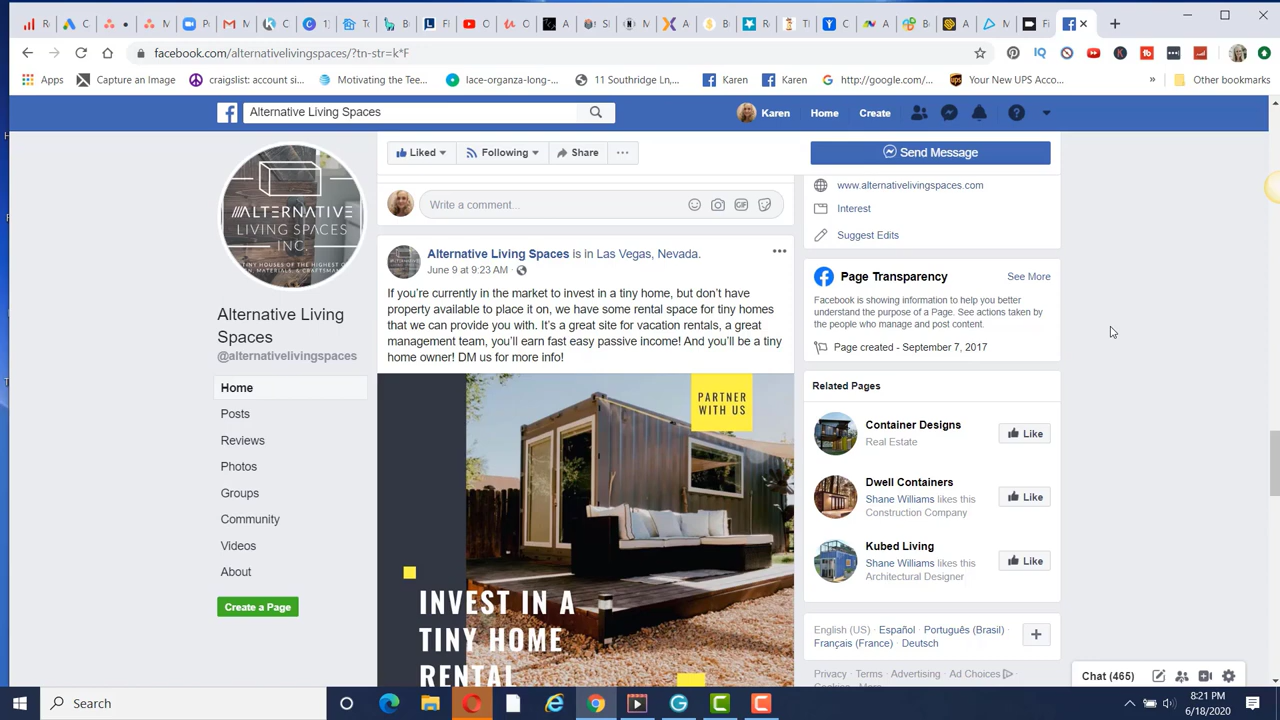 facebook.com/alternativelivingspaces/?tn-str=k*F
Apps
Capture an Image
craigslist: account si...
Motivating the Tee...
lace-organza-long-...
11 Southridge Ln,...
Karen
Karen
http://google.com/...
Your New UPS Acco...
»
Other bookmarks
Alternative Living Spaces
Karen
Home
Create
Liked
Following
Share
Send Message
///ALTERNATIVE
LIVING SPACES
INC.
Alternative Living
Spaces
@alternativelivingspaces
Home
Posts
Reviews
Photos
Groups
Community
Videos
About
Create a Page
Write a comment...
GIF
Alternative Living Spaces is in Las Vegas, Nevada.
June 9 at 9:23 AM ·
If you're currently in the market to invest in a tiny home, but don't have
property available to place it on, we have some rental space for tiny homes
that we can provide you with. It's a great site for vacation rentals, a great
management team, you'll earn fast easy passive income! And you'll be a tiny
home owner! DM us for more info!
PARTNER
WITH US
INVEST IN A
TINY HOME
RENTAL
www.alternativelivingspaces.com
Interest
Suggest Edits
Page Transparency
See More
Facebook is showing information to help you better
understand the purpose of a Page. See actions taken by
the people who manage and post content.
Page created - September 7, 2017
Related Pages
Container Designs
Real Estate
Like
Dwell Containers
Shane Williams likes this
Construction Company
Like
Kubed Living
Shane Williams likes this
Architectural Designer
Like
English (US) · Español · Português (Brasil) ·
Français (France) · Deutsch
Privacy · Terms · Advertising · Ad Choices
Chat (465)
Search
8:21 PM
6/18/2020